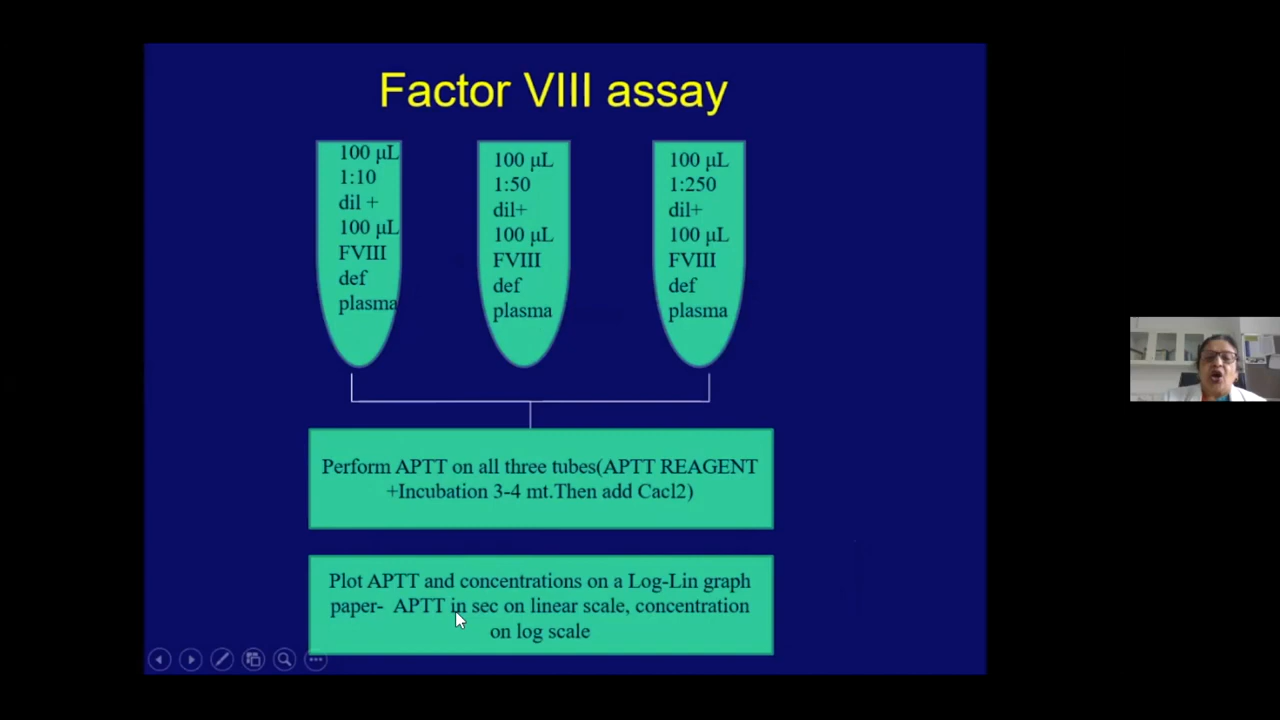 Factor VIII assay
100 μL
1:10
dil +
100 μL
FVIII
def
plasma
100 μL
1:50
dil+
100 μL
FVIII
def
plasma
100 μL
1:250
dil+
100 μL
FVIII
def
plasma
Perform APTT on all three tubes(APTT REAGENT
+Incubation 3-4 mt.Then add Cacl2)
Plot APTT and concentrations on a Log-Lin graph
paper- APTT in sec on linear scale, concentration
on log scale